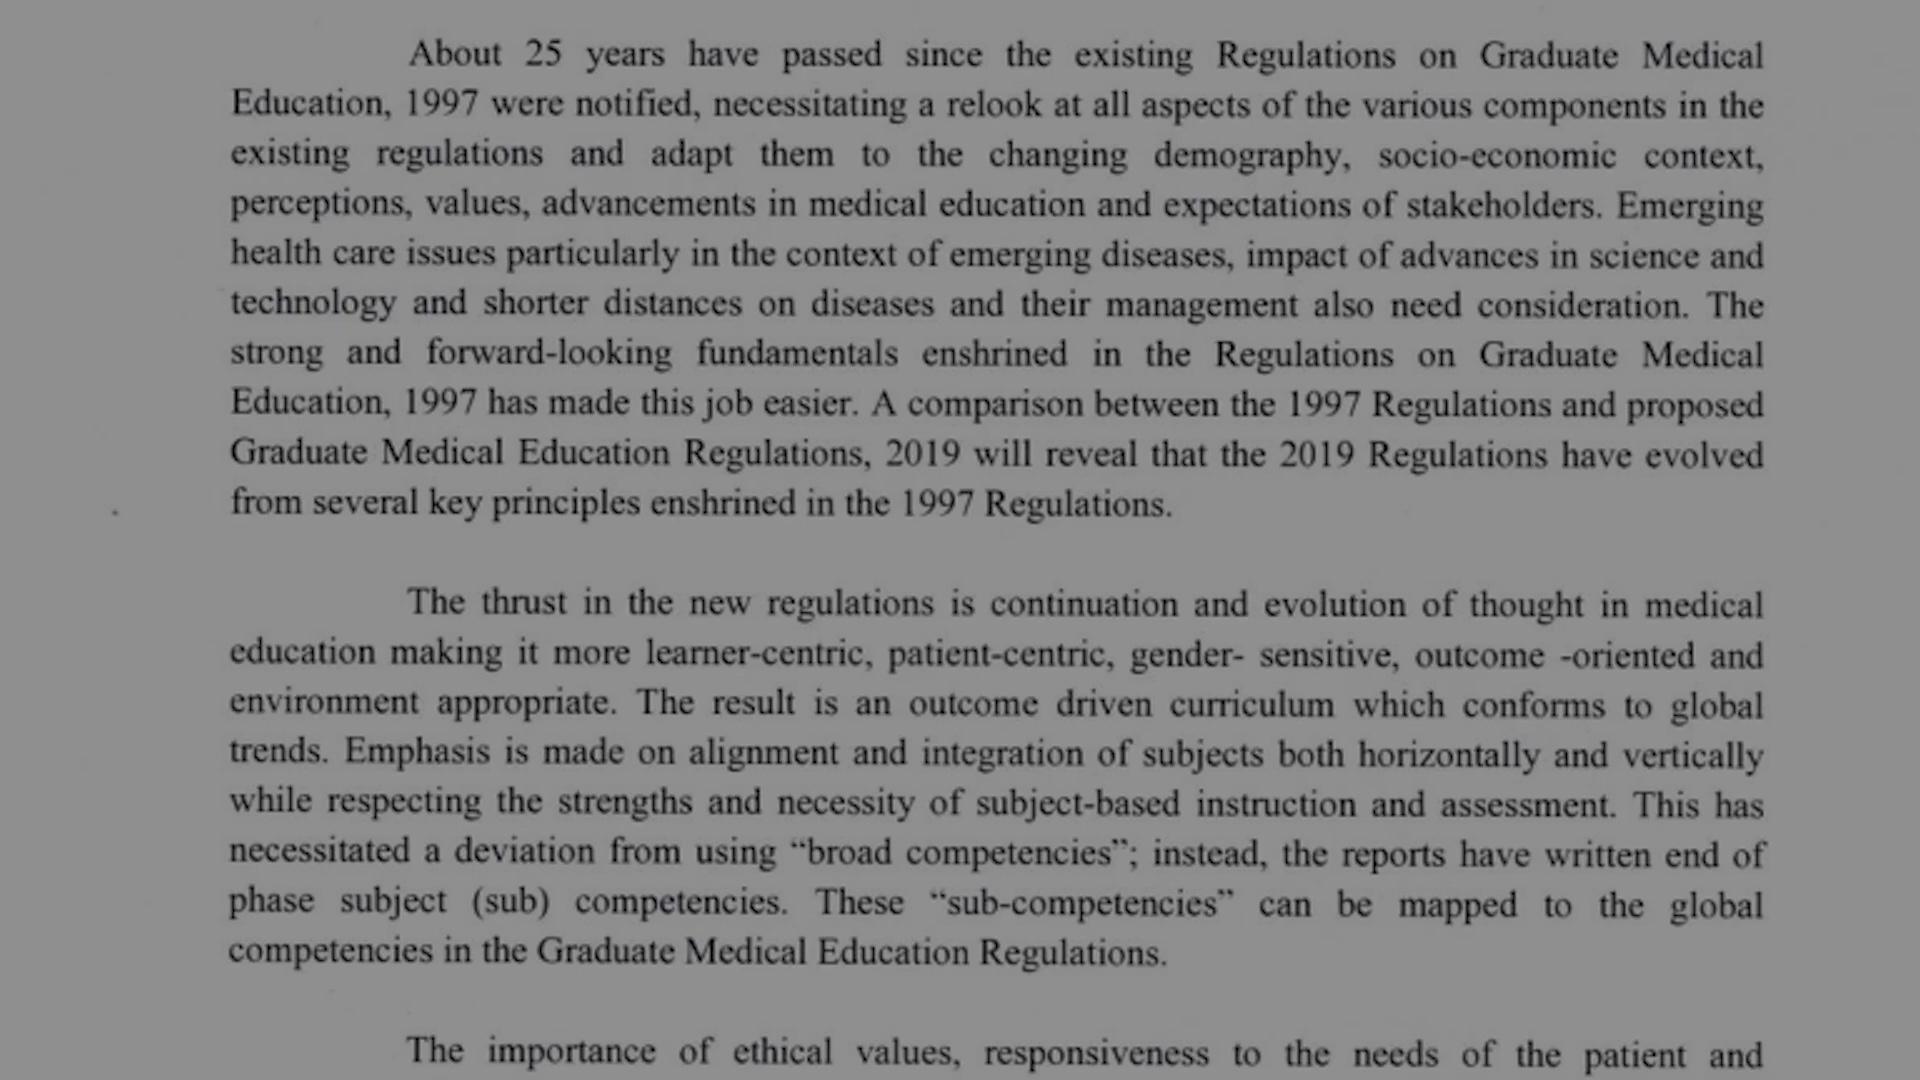 About 25 years have passed since the existing Regulations on Graduate Medical
Education, 1997 were notified, necessitating a relook at all aspects of the various components in the
existing regulations and adapt them to the changing demography, socio-economic context,
perceptions, values, advancements in medical education and expectations of stakeholders. Emerging
health care issues particularly in the context of emerging diseases, impact of advances in science and
technology and shorter distances on diseases and their management also need consideration. The
strong and forward-looking fundamentals enshrined in the Regulations on Graduate Medical
Education, 1997 has made this job easier. A comparison between the 1997 Regulations and proposed
Graduate Medical Education Regulations, 2019 will reveal that the 2019 Regulations have evolved
from several key principles enshrined in the 1997 Regulations.
The thrust in the new regulations is continuation and evolution of thought in medical
education making it more learner-centric, patient-centric, gender- sensitive, outcome -oriented and
environment appropriate. The result is an outcome driven curriculum which conforms to global
trends. Emphasis is made on alignment and integration of subjects both horizontally and vertically
while respecting the strengths and necessity of subject-based instruction and assessment. This has
necessitated a deviation from using “broad competencies”; instead, the reports have written end of
phase subject (sub) competencies. These “sub-competencies” can be mapped to the global
competencies in the Graduate Medical Education Regulations.
The importance of ethical values, responsiveness to the needs of the patient and